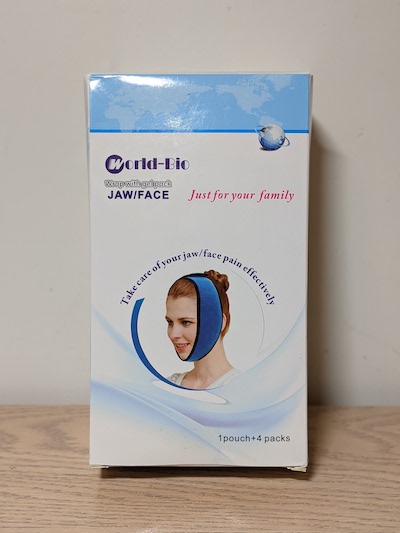 World-Bio
Wrap with gel pack
JAW/FACE
Just for your family
Take care of your jaw/face pain effectively
1pouch+4 packs